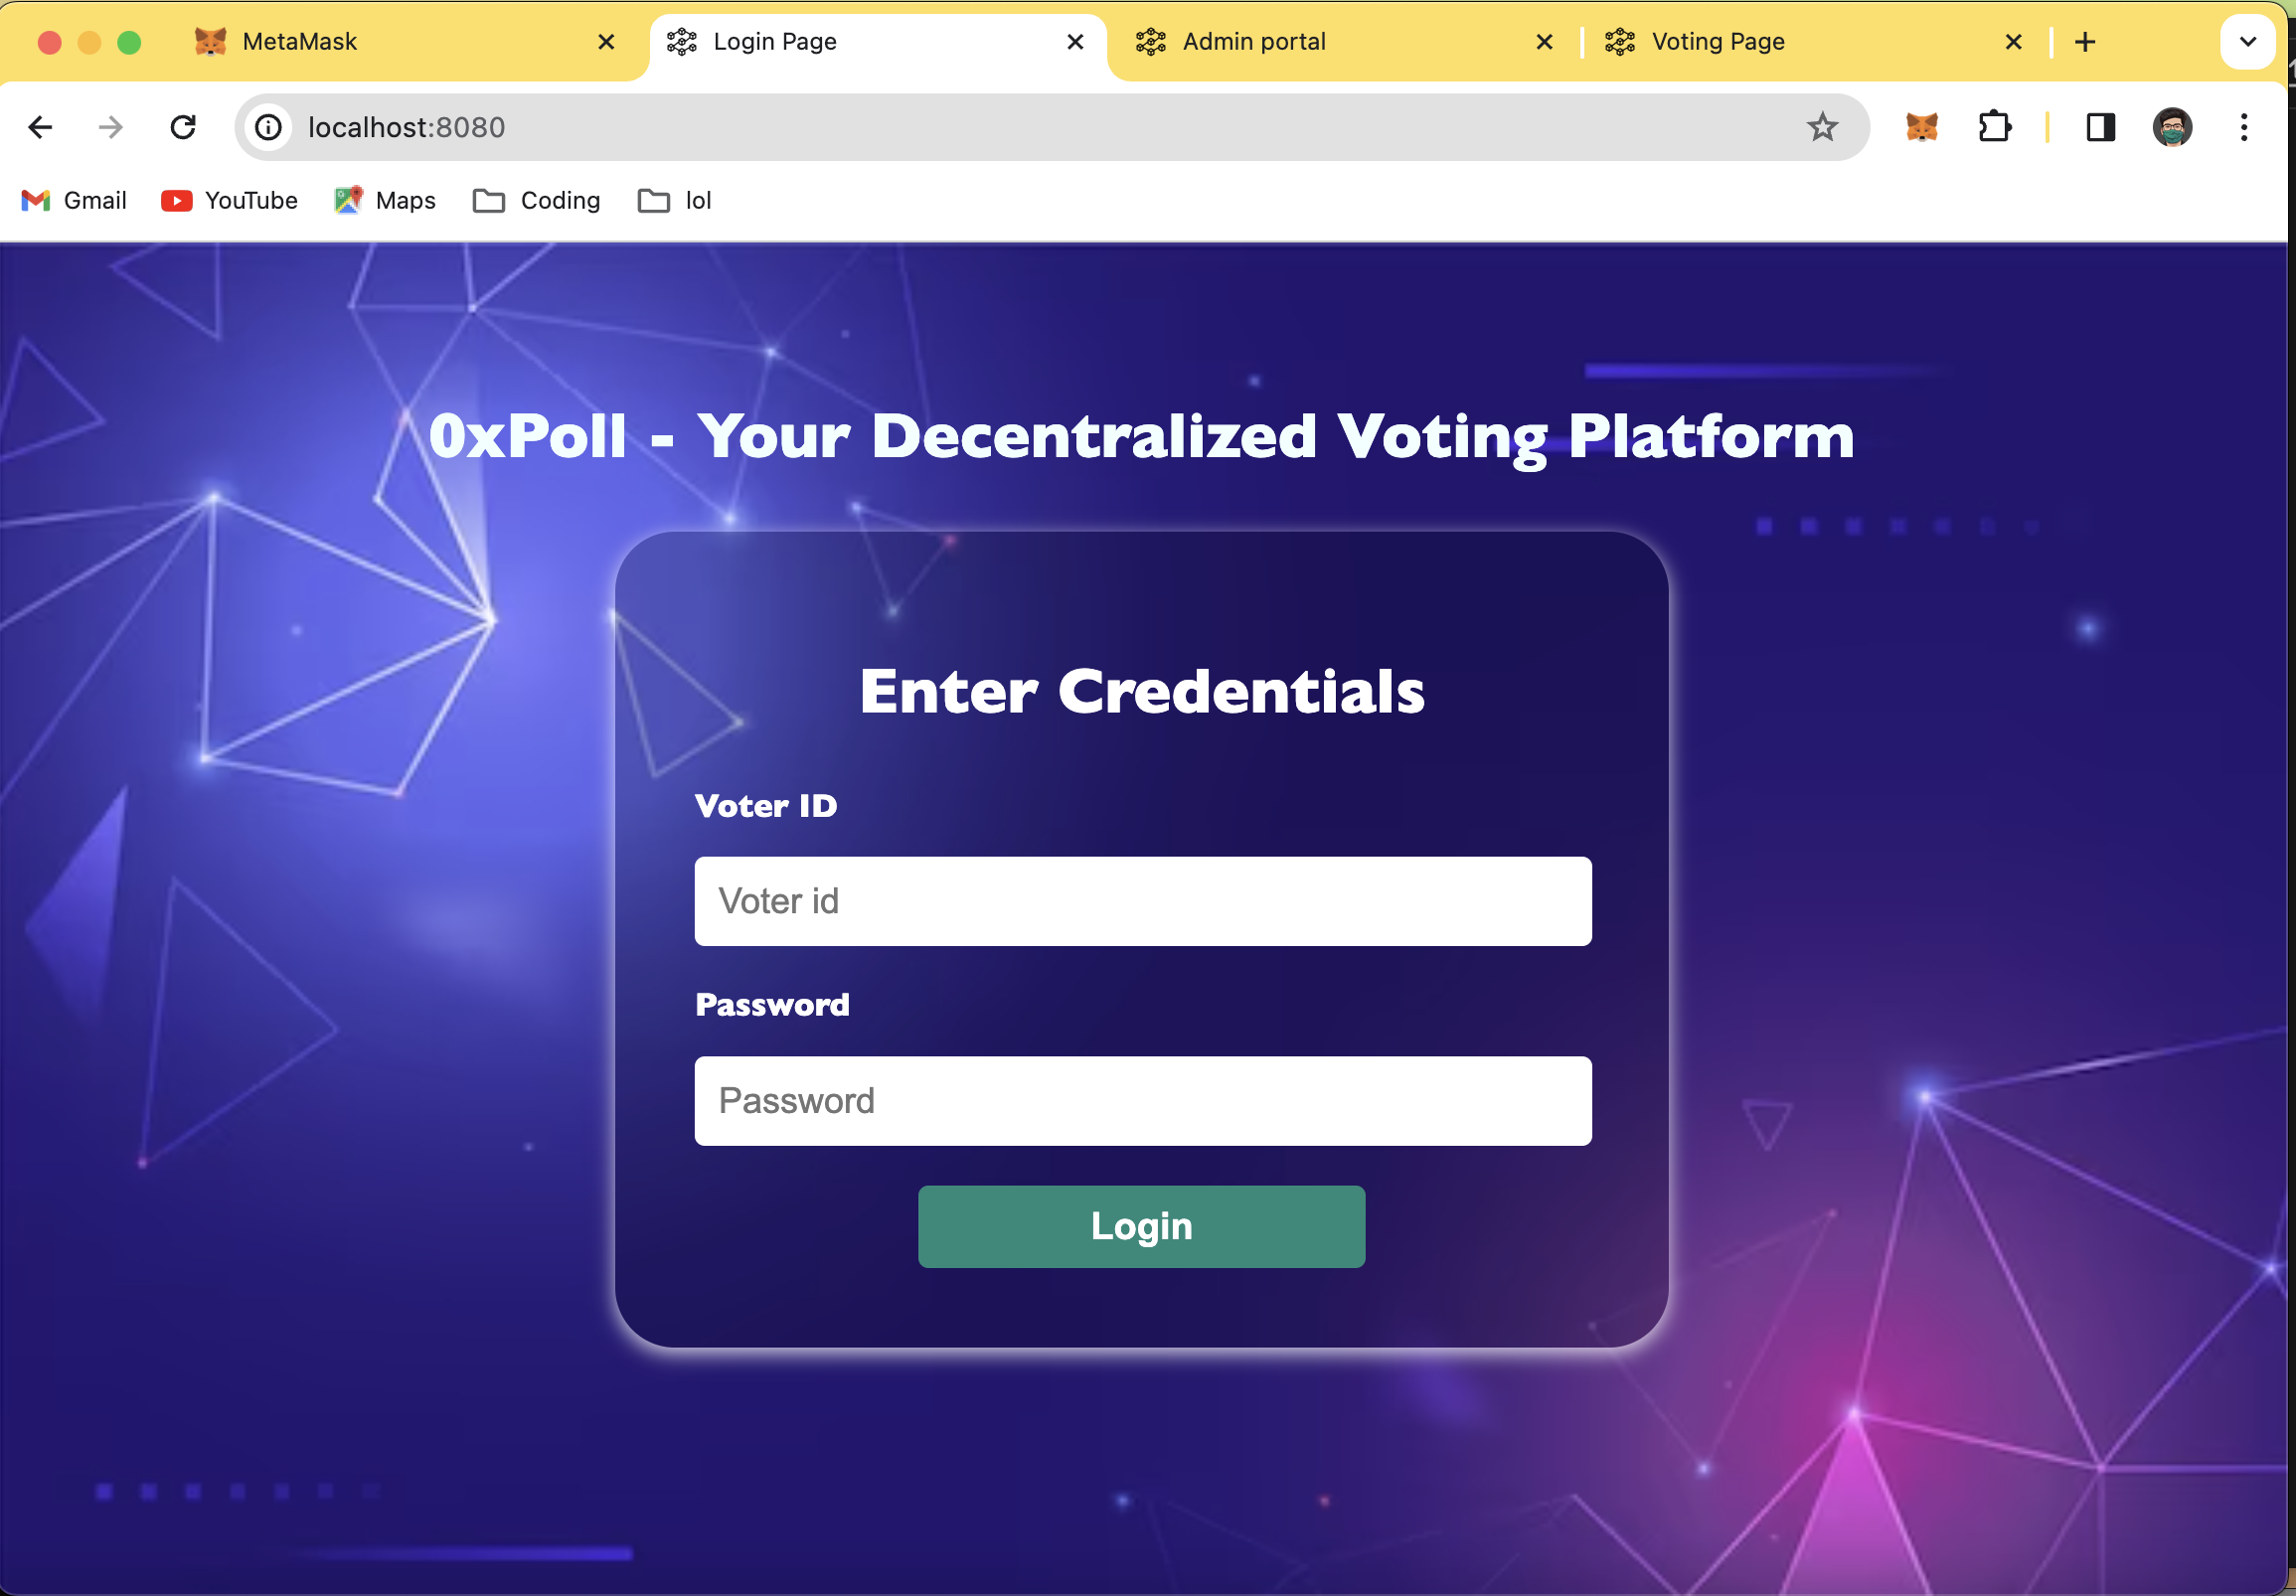 MetaMask
Login Page
Admin portal
Voting Page
localhost:8080
Gmail
YouTube
Maps
Coding
lol
0xPoll - Your Decentralized Voting Platform
Enter Credentials
Voter ID
Voter id
Password
Password
Login